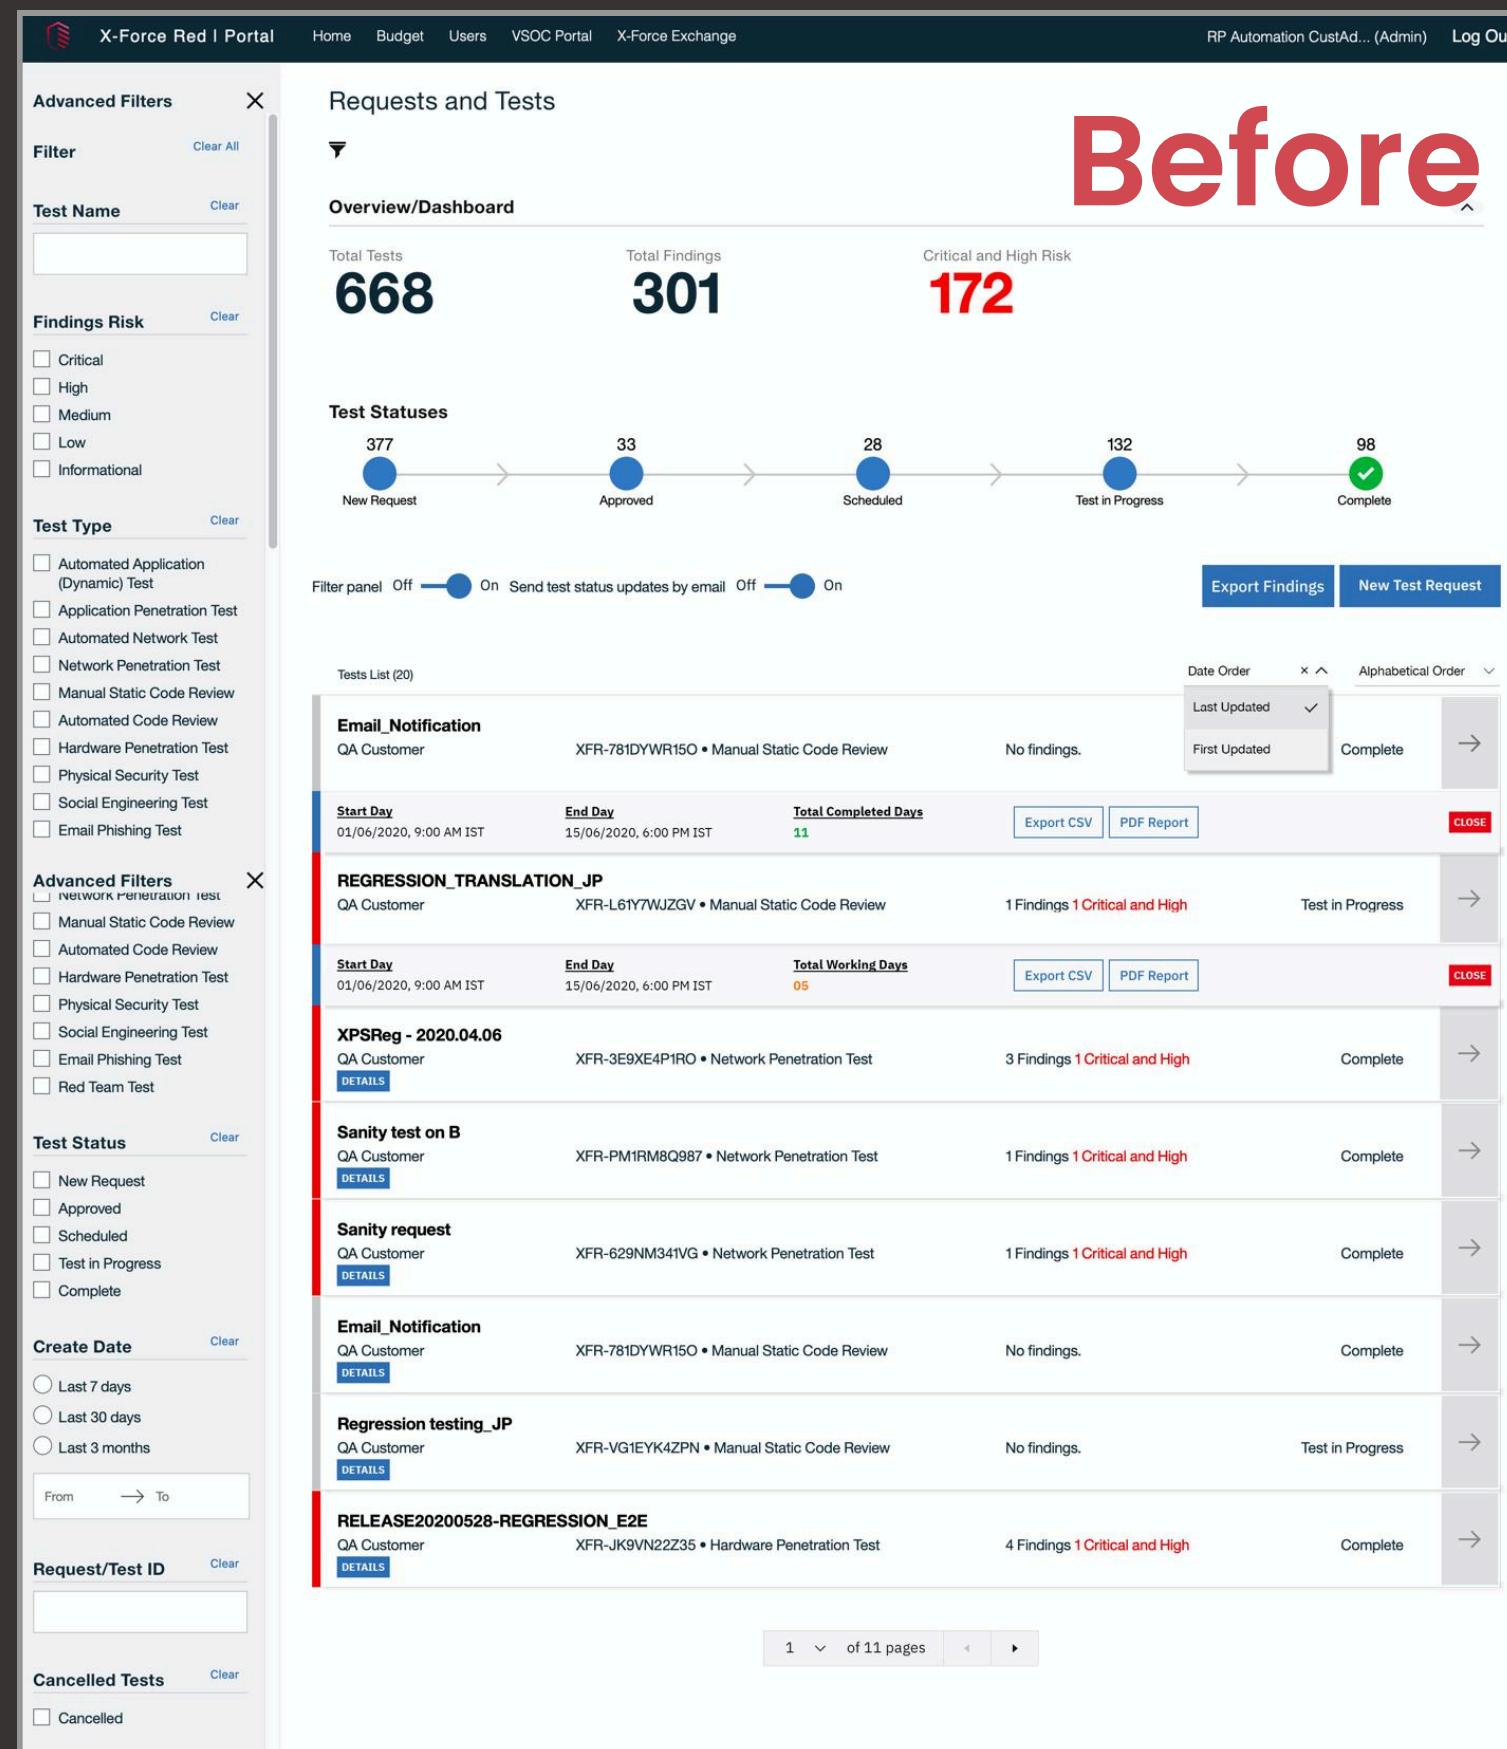 X-Force Red | Portal
Home Budget Users VSOC Portal X-Force Exchange
RP Automation CustAd... (Admin) Log Ou
Before
Advanced Filters
Filter Clear All
Test Name Clear
Findings Risk Clear
Critical
High
Medium
Low
Informational
Test Type Clear
Automated Application
(Dynamic) Test
Application Penetration Test
Automated Network Test
Network Penetration Test
Manual Static Code Review
Automated Code Review
Hardware Penetration Test
Physical Security Test
Social Engineering Test
Email Phishing Test
Advanced Filters
Network Penetration Test
Manual Static Code Review
Automated Code Review
Hardware Penetration Test
Physical Security Test
Social Engineering Test
Email Phishing Test
Red Team Test
Test Status Clear
New Request
Approved
Scheduled
Test in Progress
Complete
Create Date Clear
Last 7 days
Last 30 days
Last 3 months
From → To
Request/Test ID Clear
Cancelled Tests Clear
Cancelled
Requests and Tests
Overview/Dashboard
Total Tests Total Findings Critical and High Risk
668 301 172
Test Statuses
377 33 28 132 98
New Request Approved Scheduled Test in Progress Complete
Filter panel Off On Send test status updates by email Off On
Export Findings New Test Request
Tests List (20) Date Order × Alphabetical Order
Last Updated
First Updated
Email_Notification
QA Customer XFR-781DYWR15O • Manual Static Code Review No findings. Complete
Start Day End Day Total Completed Days
01/06/2020, 9:00 AM IST 15/06/2020, 6:00 PM IST 11
Export CSV PDF Report CLOSE
REGRESSION_TRANSLATION_JP
QA Customer XFR-L61Y7WJZGV • Manual Static Code Review 1 Findings 1 Critical and High Test in Progress
Start Day End Day Total Working Days
01/06/2020, 9:00 AM IST 15/06/2020, 6:00 PM IST 05
Export CSV PDF Report CLOSE
XPSReg - 2020.04.06
QA Customer XFR-3E9XE4P1RO • Network Penetration Test 3 Findings 1 Critical and High Complete
DETAILS
Sanity test on B
QA Customer XFR-PM1RM8Q987 • Network Penetration Test 1 Findings 1 Critical and High Complete
DETAILS
Sanity request
QA Customer XFR-629NM341VG • Network Penetration Test 1 Findings 1 Critical and High Complete
DETAILS
Email_Notification
QA Customer XFR-781DYWR15O • Manual Static Code Review No findings. Complete
DETAILS
Regression testing_JP
QA Customer XFR-VG1EYK4ZPN • Manual Static Code Review No findings. Test in Progress
DETAILS
RELEASE20200528-REGRESSION_E2E
QA Customer XFR-JK9VN22Z35 • Hardware Penetration Test 4 Findings 1 Critical and High Complete
DETAILS
1 of 11 pages